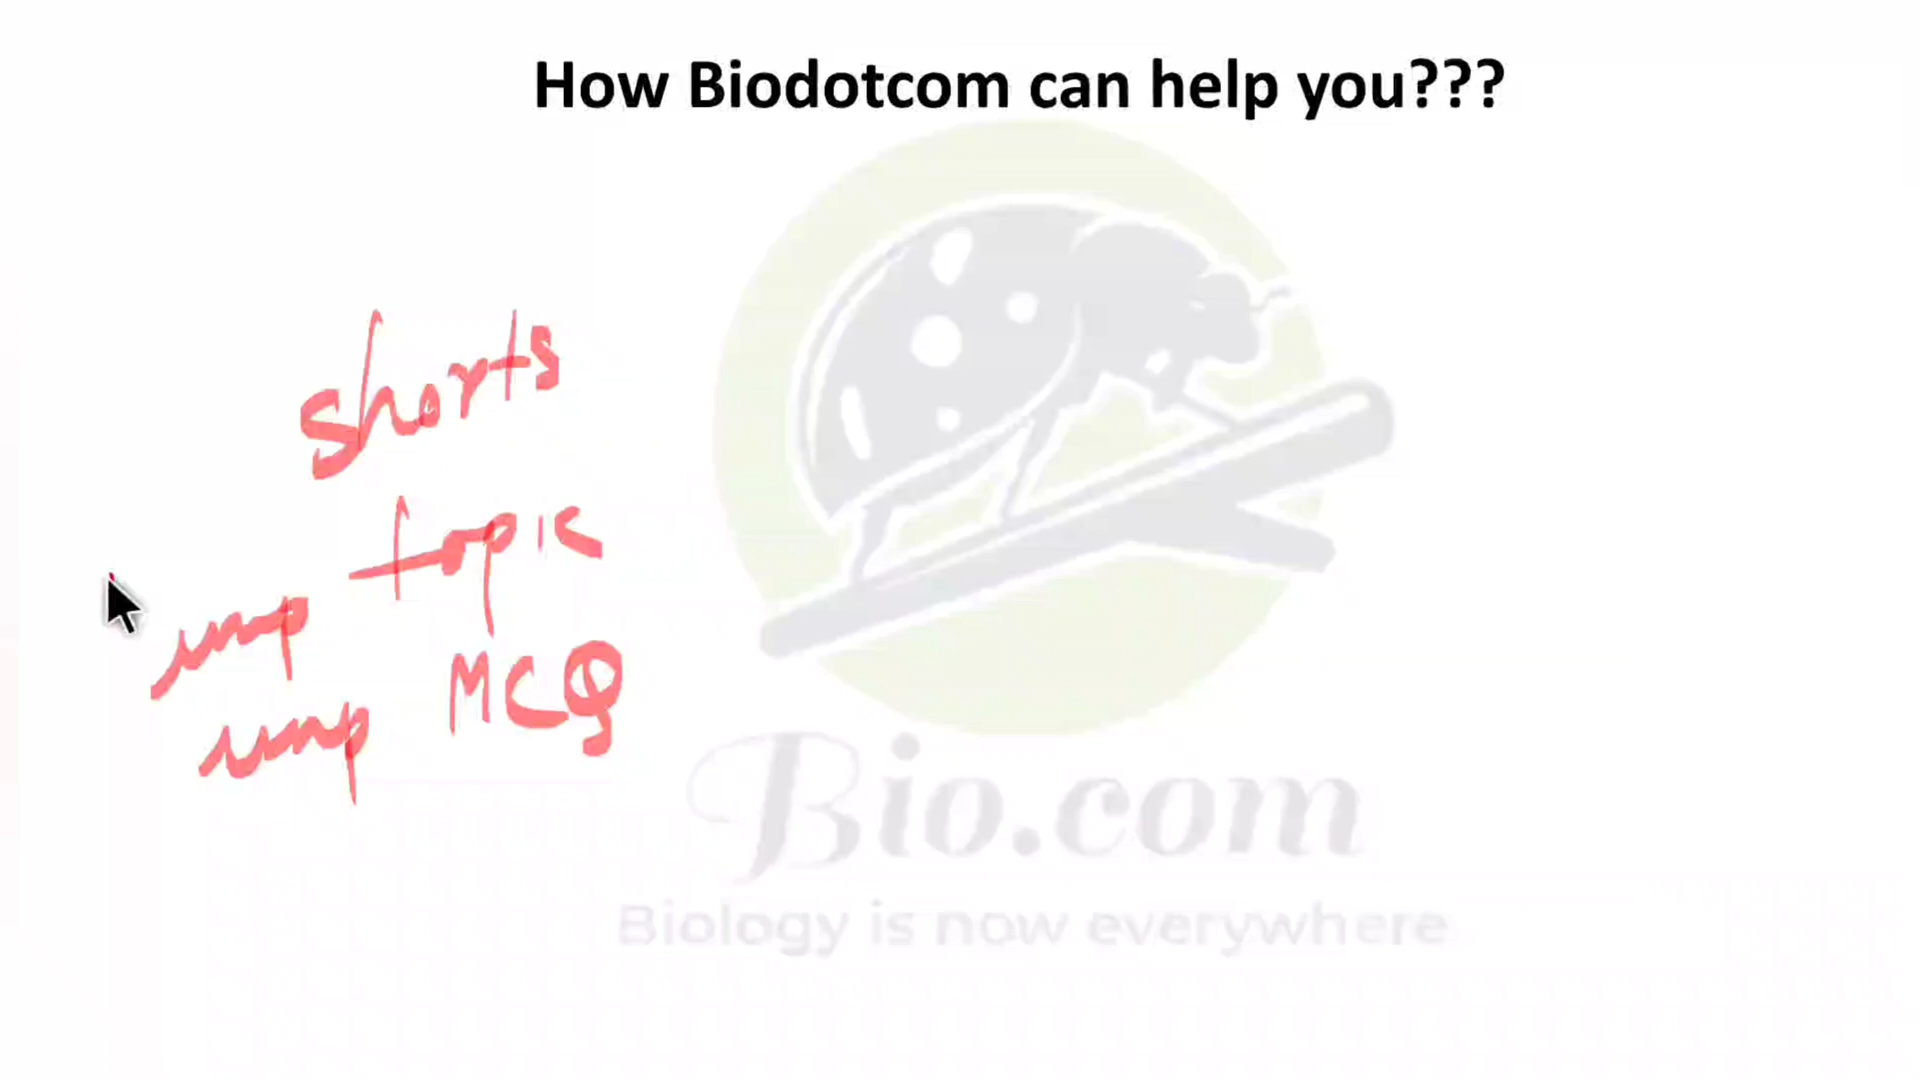 How Biodotcom can help you???
shorts
imp topic
imp MCQ
Bio.com
Biology is now everywhere